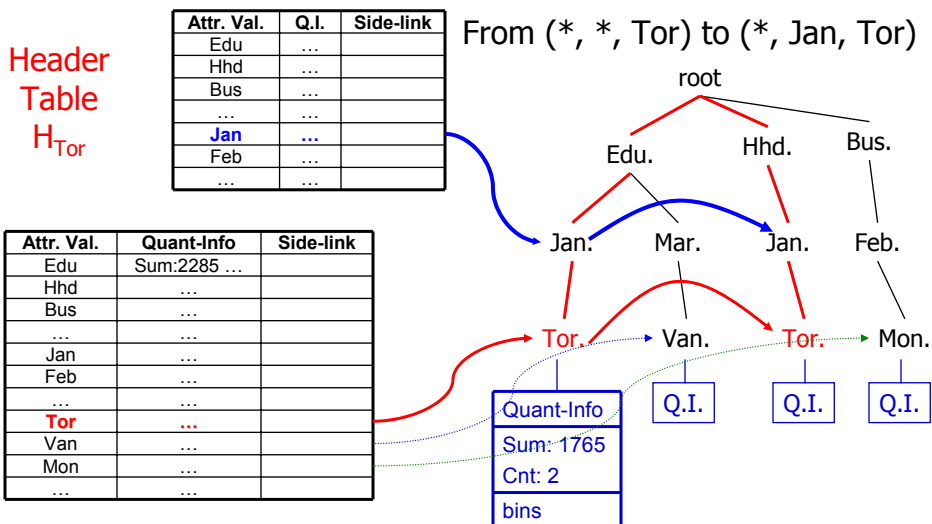 From (*, *, Tor) to (*, Jan, Tor)
Header
Table
H_Tor
Attr. Val. Q.I. Side-link
Edu …
Hhd …
Bus …
… …
Jan …
Feb …
… …
root
Edu. Hhd. Bus.
Jan. Mar. Jan. Feb.
Tor. Van. Tor. Mon.
Attr. Val. Quant-Info Side-link
Edu Sum:2285 …
Hhd …
Bus …
… …
Jan …
Feb …
… …
Tor …
Van …
Mon …
… …
Quant-Info
Sum: 1765
Cnt: 2
bins
Q.I. Q.I. Q.I.